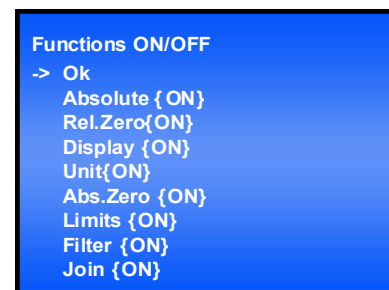 Functions ON/OFF
-> Ok
Absolute {ON}
Rel.Zero{ON}
Display {ON}
Unit{ON}
Abs.Zero {ON}
Limits {ON}
Filter {ON}
Join {ON}